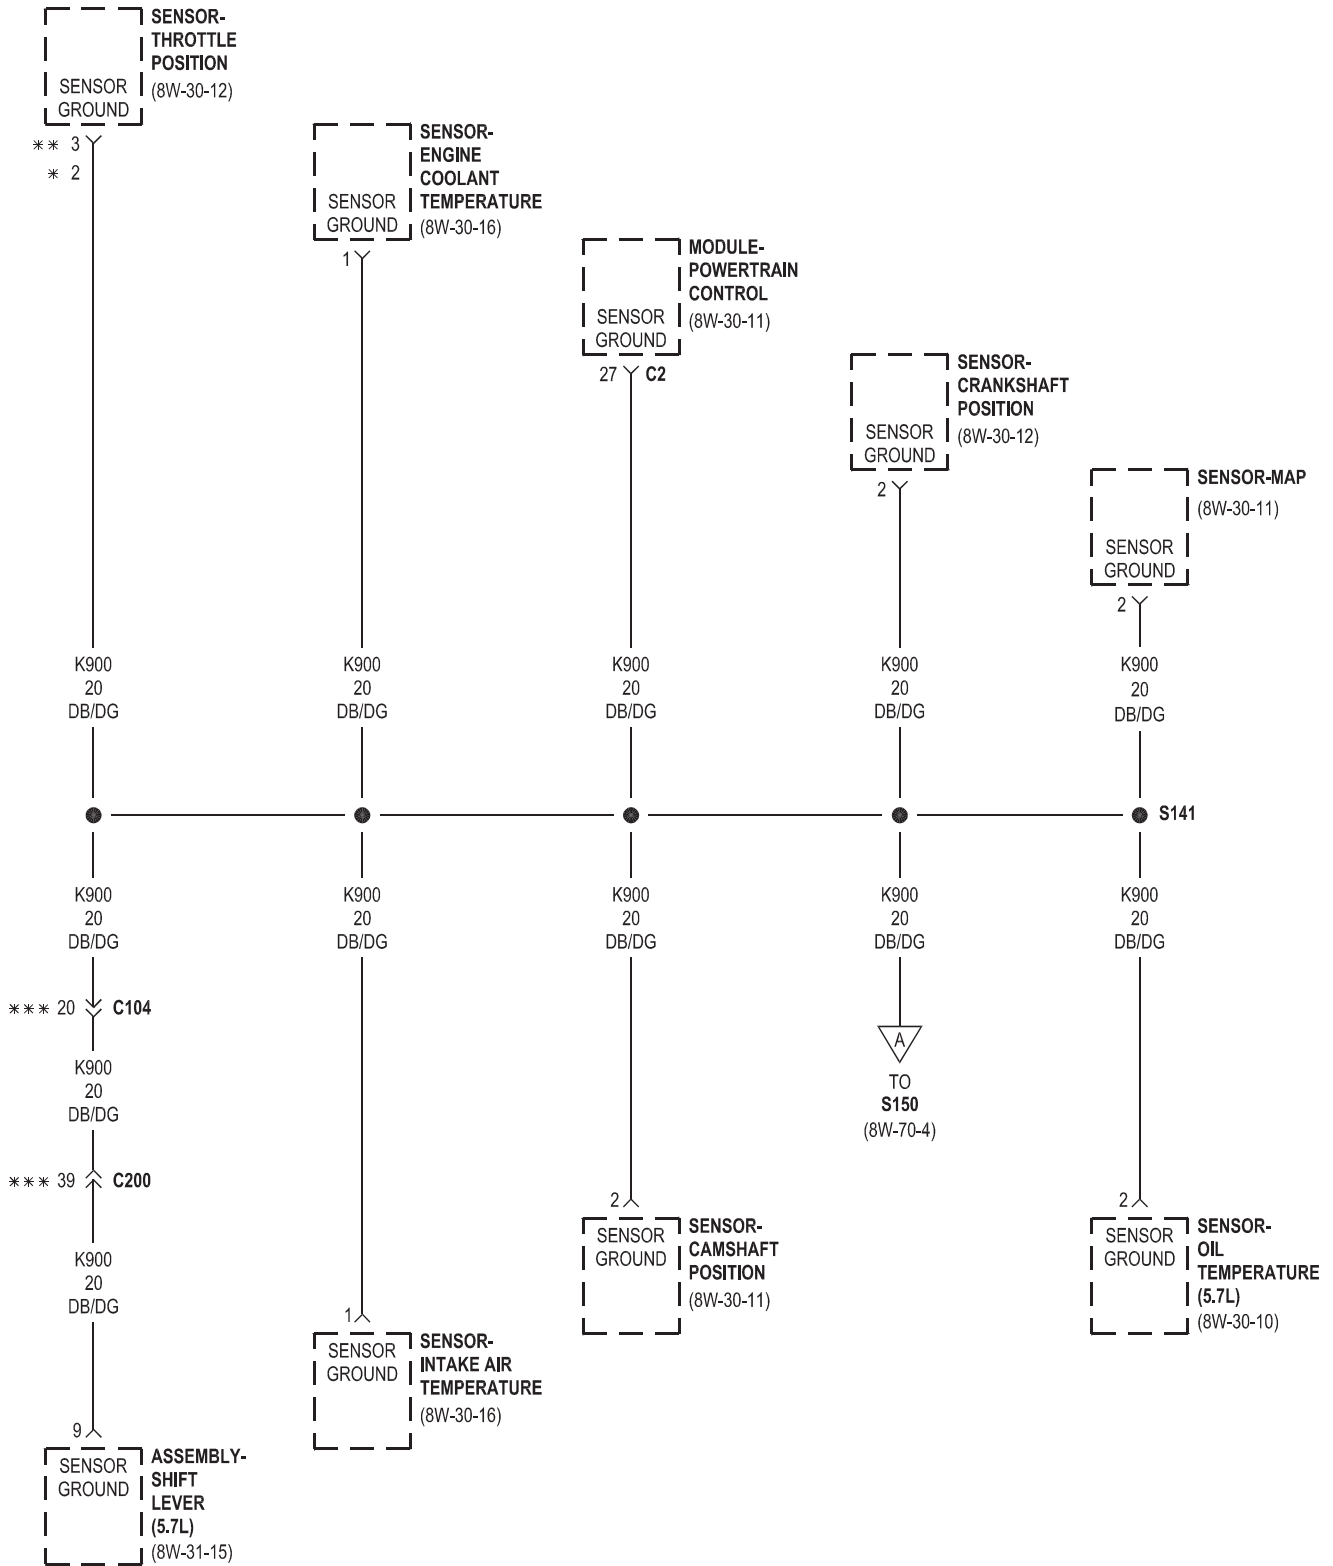 SENSOR-
THROTTLE
POSITION
(8W-30-12)
SENSOR
GROUND
** 3
* 2
SENSOR-
ENGINE
COOLANT
TEMPERATURE
(8W-30-16)
SENSOR
GROUND
1
MODULE-
POWERTRAIN
CONTROL
(8W-30-11)
SENSOR
GROUND
27 C2
SENSOR-
CRANKSHAFT
POSITION
(8W-30-12)
SENSOR
GROUND
2
SENSOR-MAP
(8W-30-11)
SENSOR
GROUND
2
K900
20
DB/DG
K900
20
DB/DG
K900
20
DB/DG
K900
20
DB/DG
K900
20
DB/DG
S141
K900
20
DB/DG
K900
20
DB/DG
K900
20
DB/DG
K900
20
DB/DG
K900
20
DB/DG
*** 20 C104
K900
20
DB/DG
*** 39 C200
K900
20
DB/DG
9
SENSOR
GROUND
ASSEMBLY-
SHIFT
LEVER
(5.7L)
(8W-31-15)
1
SENSOR
GROUND
SENSOR-
INTAKE AIR
TEMPERATURE
(8W-30-16)
2
SENSOR
GROUND
SENSOR-
CAMSHAFT
POSITION
(8W-30-11)
A
TO
S150
(8W-70-4)
2
SENSOR
GROUND
SENSOR-
OIL
TEMPERATURE
(5.7L)
(8W-30-10)